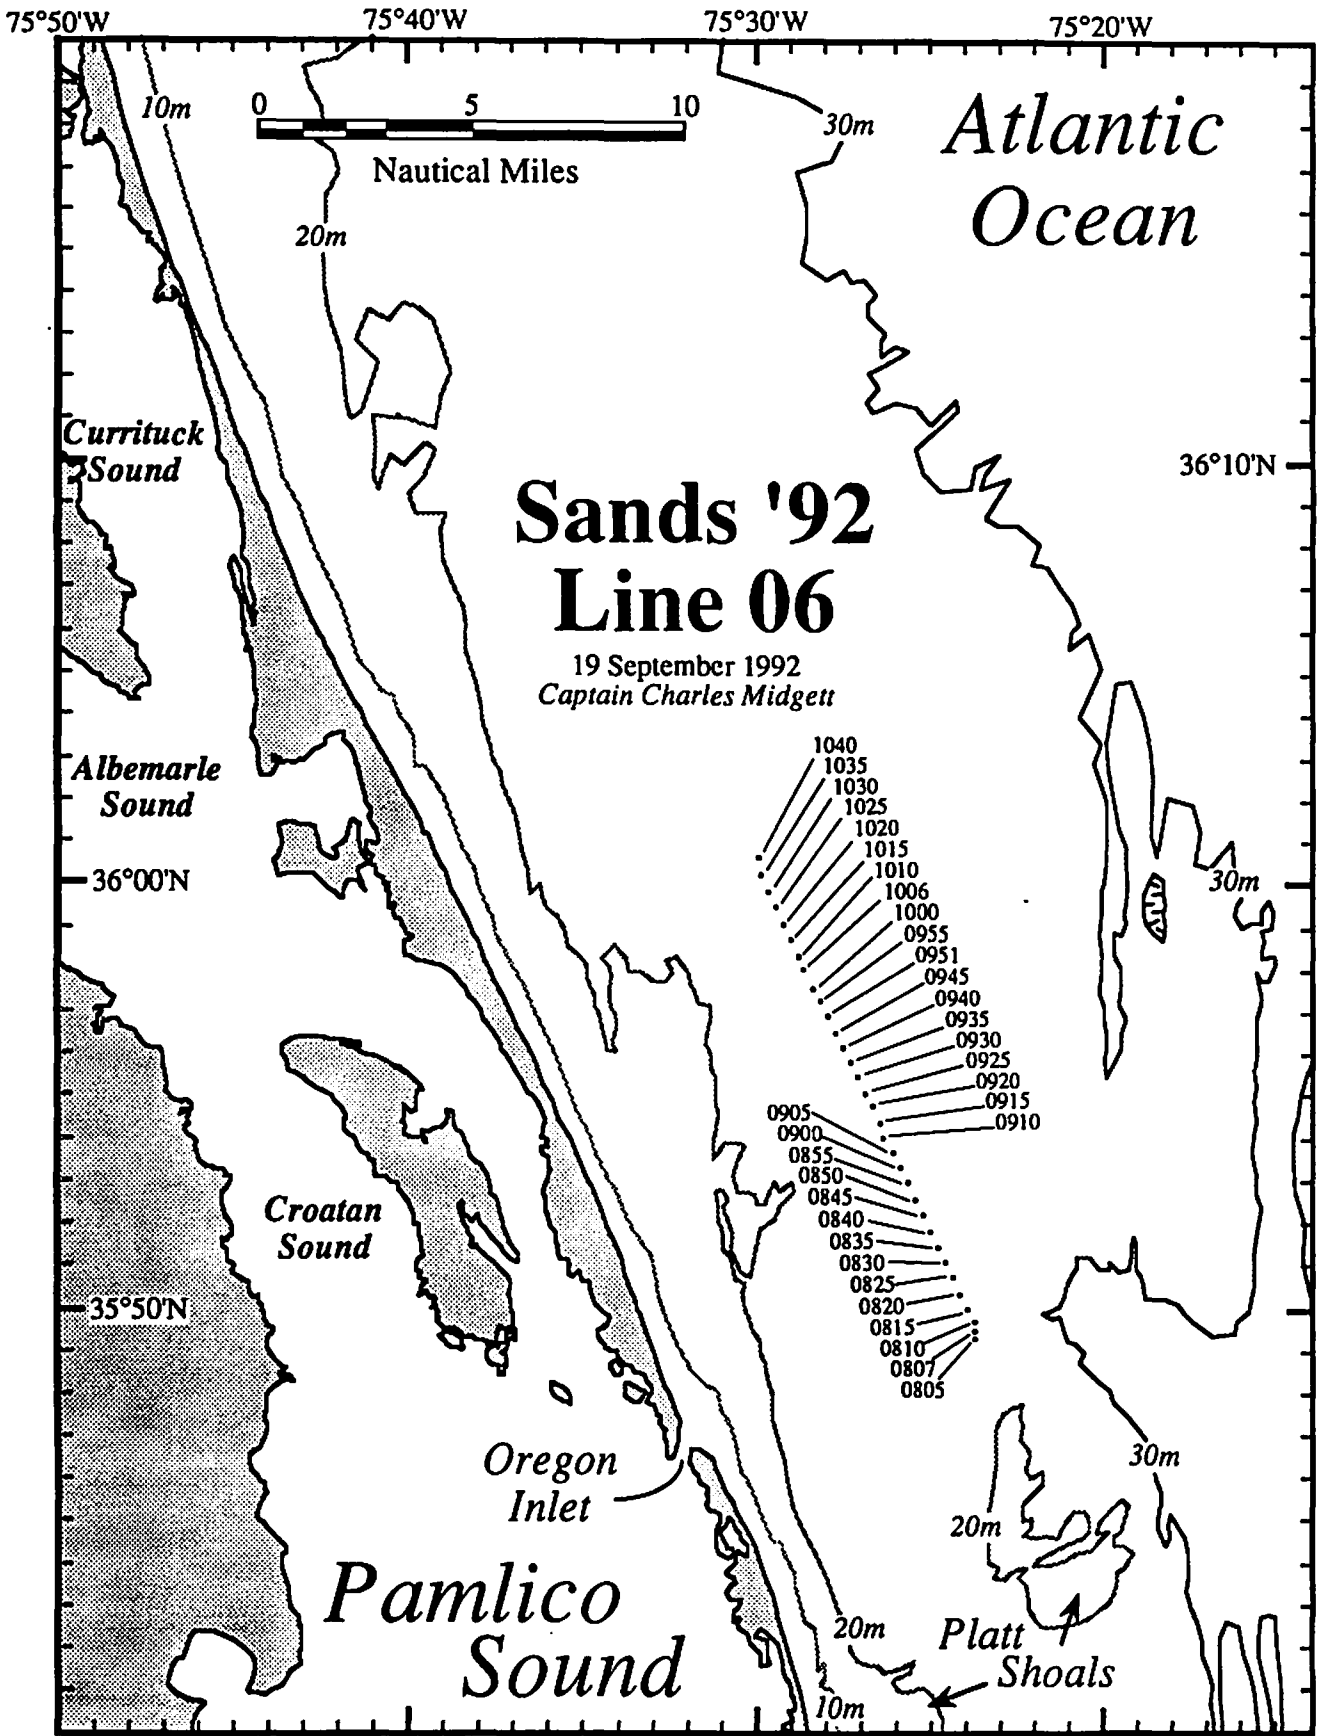 75°50'W
75°40'W
75°30'W
75°20'W
10m
0
5
10
Nautical Miles
30m
Atlantic
Ocean
20m
Currituck
Sound
36°10'N
Sands '92
Line 06
19 September 1992
Captain Charles Midgett
Albemarle
Sound
1040
1035
1030
1025
1020
1015
1010
1006
1000
0955
0951
0945
0940
0935
0930
0925
0920
0915
0910
36°00'N
30m
0905
0900
0855
0850
0845
0840
0835
0830
0825
0820
0815
0810
0807
0805
Croatan
Sound
35°50'N
Oregon
Inlet
30m
20m
Pamlico
Sound
20m
Platt
Shoals
10m